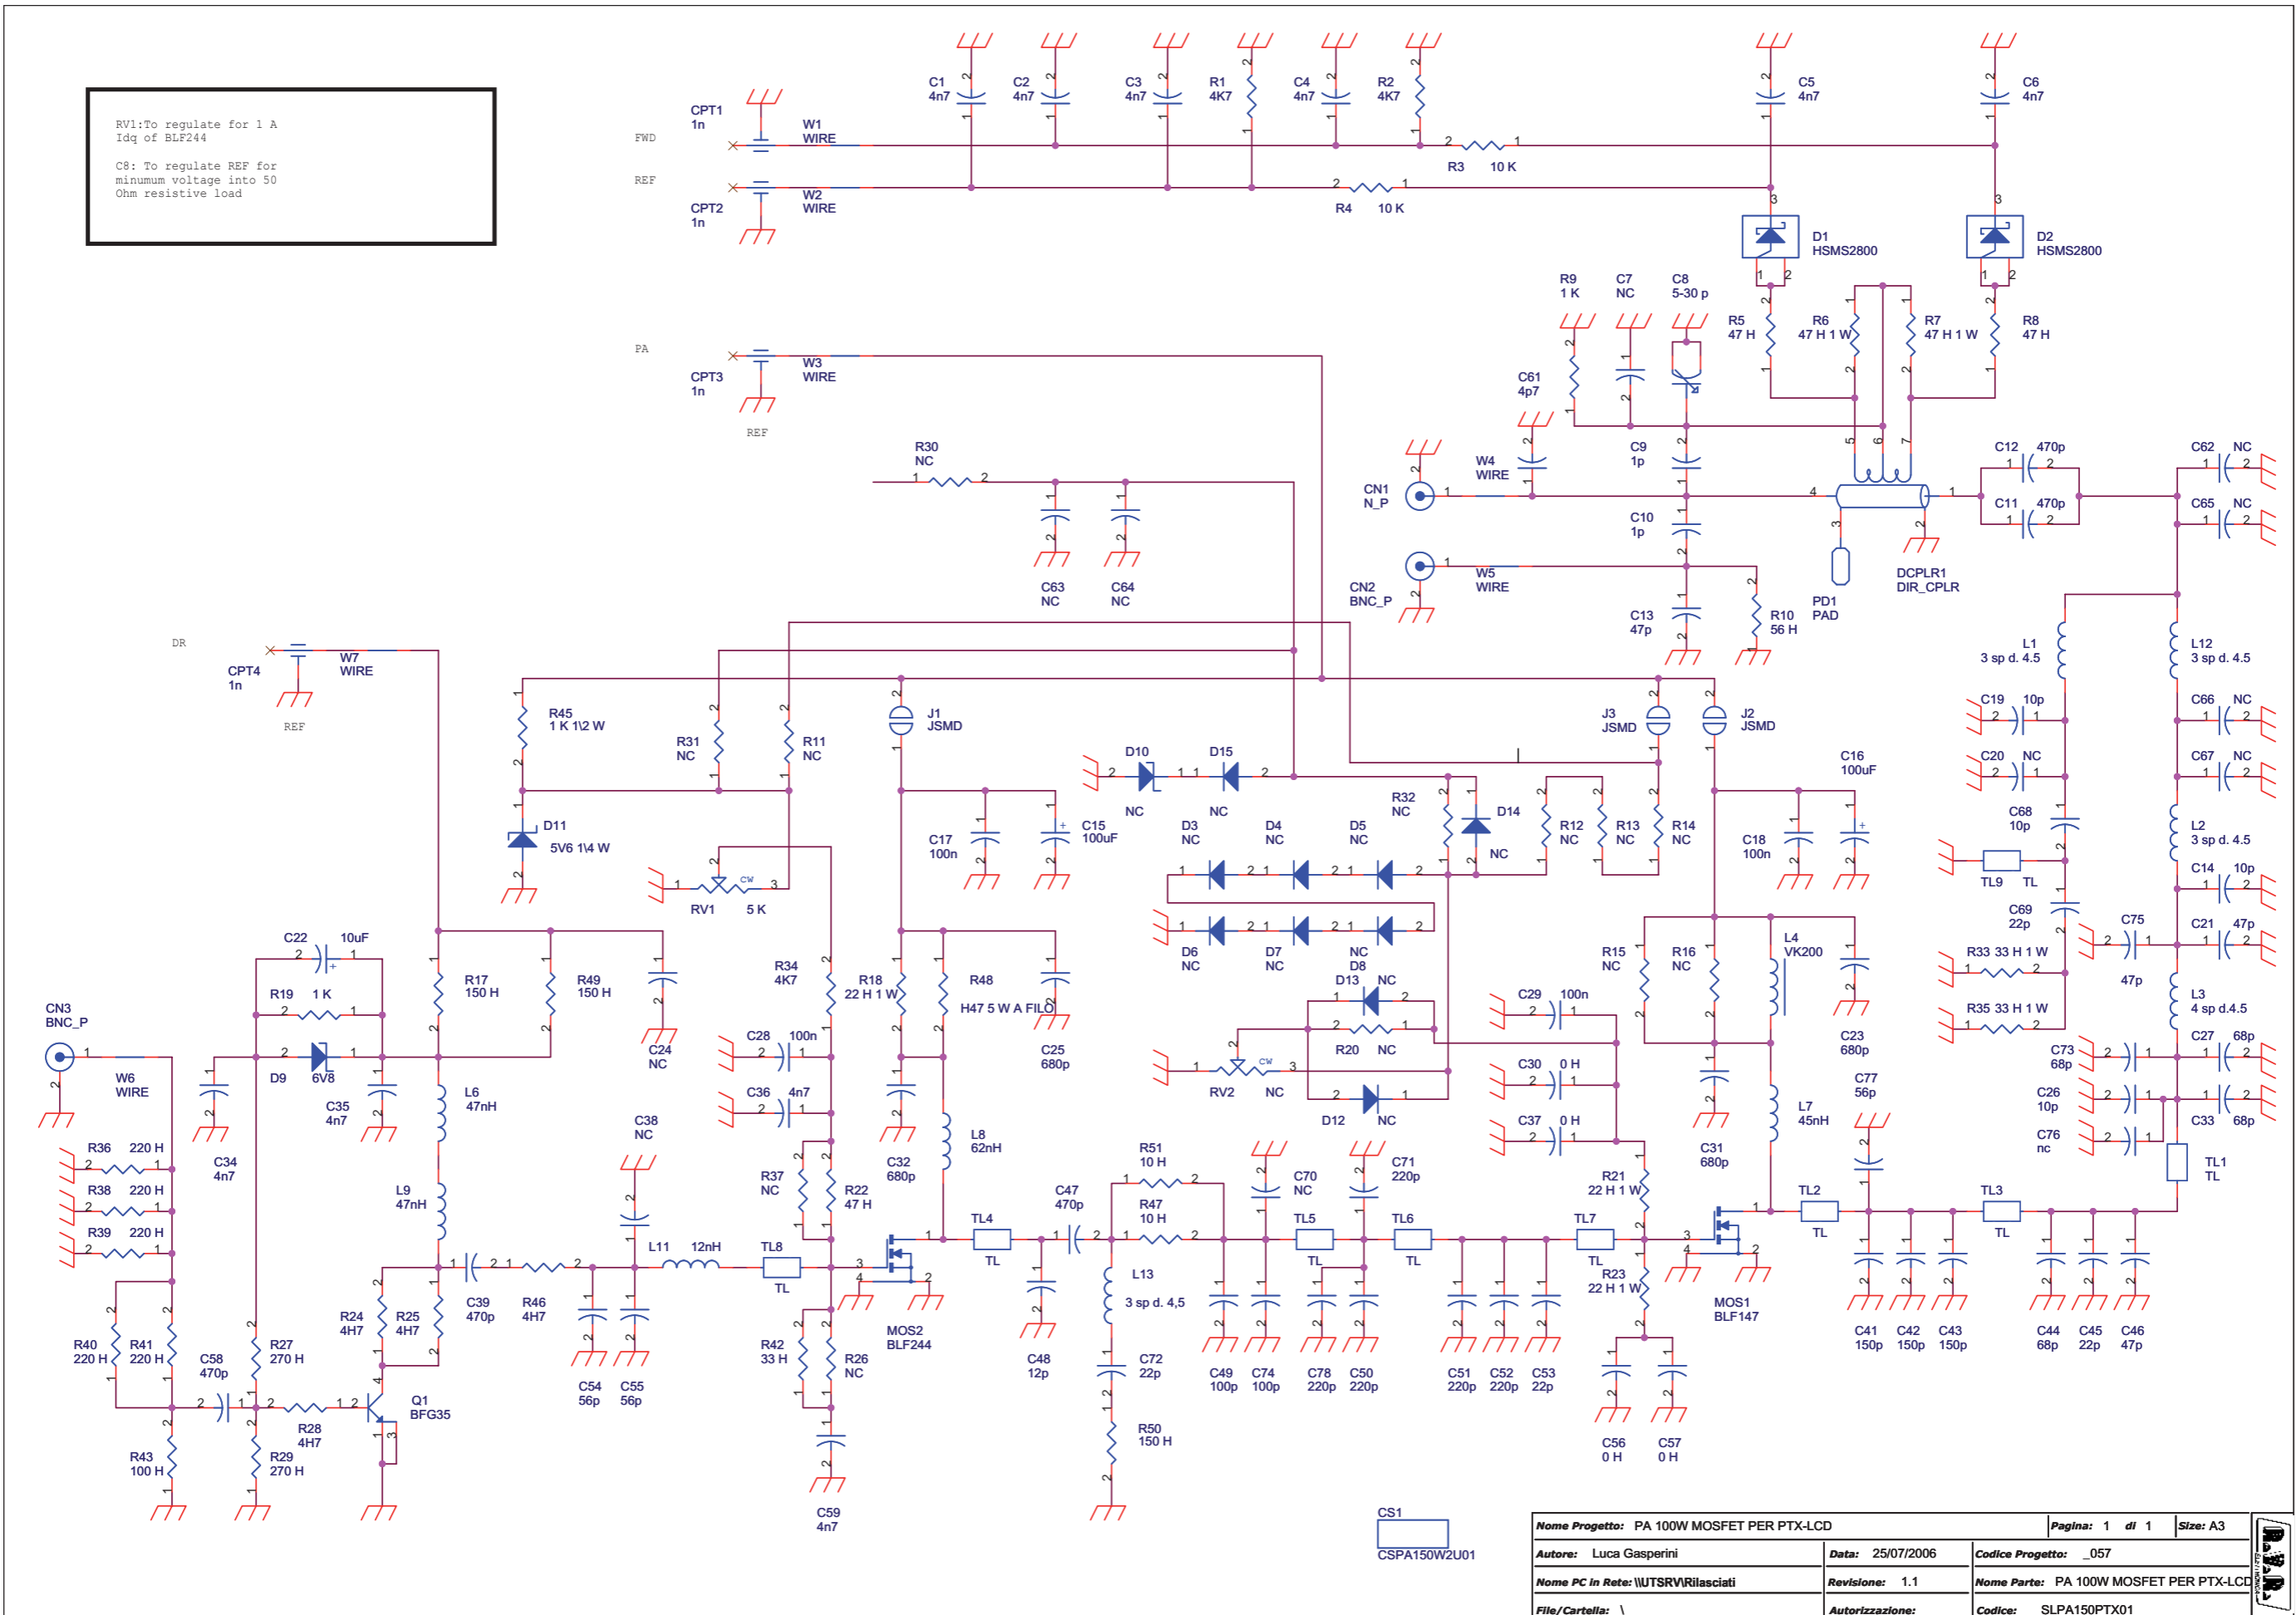 RV1:To regulate for 1 A
Idq of BLF244
C8: To regulate REF for
minumum voltage into 50
Ohm resistive load
FWD
REF
CPT1
1n
W1
WIRE
CPT2
1n
W2
WIRE
C1
4n7
C2
4n7
C3
4n7
R1
4K7
C4
4n7
R2
4K7
R3 10 K
R4 10 K
C5
4n7
C6
4n7
D1
HSMS2800
D2
HSMS2800
R5
47 H
R6
47 H 1 W
R7
47 H 1 W
R8
47 H
PA
CPT3
1n
W3
WIRE
REF
R9
1 K
C7
NC
C8
5-30 p
C61
4p7
R30
NC
C63
NC
C64
NC
CN1
N_P
W4
WIRE
C9
1p
C10
1p
CN2
BNC_P
W5
WIRE
C13
47p
R10
56 H
PD1
PAD
DCPLR1
DIR_CPLR
C12 470p
C11 470p
C62 NC
C65 NC
DR
CPT4
1n
W7
WIRE
REF
R45
1 K 1\2 W
R31
NC
R11
NC
J1
JSMD
J3
JSMD
J2
JSMD
D11
5V6 1\4 W
RV1 5 K
CW
C17
100n
C15
100uF
D10
NC
D15
NC
D3
NC
D4
NC
D5
NC
R32
NC
D14
NC
R12
NC
R13
NC
R14
NC
C18
100n
C16
100uF
D6
NC
D7
NC
NC
D8
L1
3 sp d. 4.5
L12
3 sp d. 4.5
C19 10p
C20 NC
C66 NC
C67 NC
C68
10p
L2
3 sp d. 4.5
TL9 TL
C14 10p
C69
22p
C75
47p
C21 47p
R33 33 H 1 W
R35 33 H 1 W
L3
4 sp d.4.5
C73
68p
C27 68p
C26
10p
C76
nc
C33 68p
TL1
TL
CN3
BNC_P
W6
WIRE
C22 10uF
R19 1 K
D9 6V8
C34
4n7
C35
4n7
R17
150 H
R49
150 H
C24
NC
L6
47nH
L9
47nH
R36 220 H
R38 220 H
R39 220 H
R40
220 H
R41
220 H
R43
100 H
C58
470p
R27
270 H
R29
270 H
R28
4H7
R24
4H7
R25
4H7
Q1
BFG35
C39
470p
R46
4H7
C54
56p
C55
56p
C38
NC
L11 12nH
TL8
TL
R34
4K7
C28 100n
C36 4n7
R37
NC
R22
47 H
R42
33 H
R26
NC
C59
4n7
R18
22 H 1 W
R48
H47 5 W A FILO
C25
680p
C32
680p
L8
62nH
MOS2
BLF244
TL4
TL
C48
12p
C47
470p
R51
10 H
R47
10 H
L13
3 sp d. 4,5
C72
22p
R50
150 H
C70
NC
C71
220p
TL5
TL
TL6
TL
TL7
TL
C49
100p
C74
100p
C78
220p
C50
220p
C51
220p
C52
220p
C53
22p
D13 NC
R20 NC
RV2 NC
CW
D12 NC
C29 100n
C30 0 H
C37 0 H
R21
22 H 1 W
R23
22 H 1 W
C56
0 H
C57
0 H
R15
NC
R16
NC
L4
VK200
C23
680p
C31
680p
L7
45nH
C77
56p
MOS1
BLF147
TL2
TL
TL3
TL
C41
150p
C42
150p
C43
150p
C44
68p
C45
22p
C46
47p
CS1
CSPA150W2U01
Nome Progetto: PA 100W MOSFET PER PTX-LCD
Pagina: 1 di 1
Size: A3
Autore: Luca Gasperini
Data: 25/07/2006
Codice Progetto: _057
Nome PC in Rete: \\UTSRV\Rilasciati
Revisione: 1.1
Nome Parte: PA 100W MOSFET PER PTX-LCD
File/Cartella: \
Autorizzazione:
Codice: SLPA150PTX01